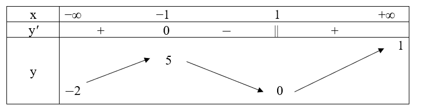 x −∞ −1 1 +∞
y′ + 0 − || +
1
5
y
−2 0